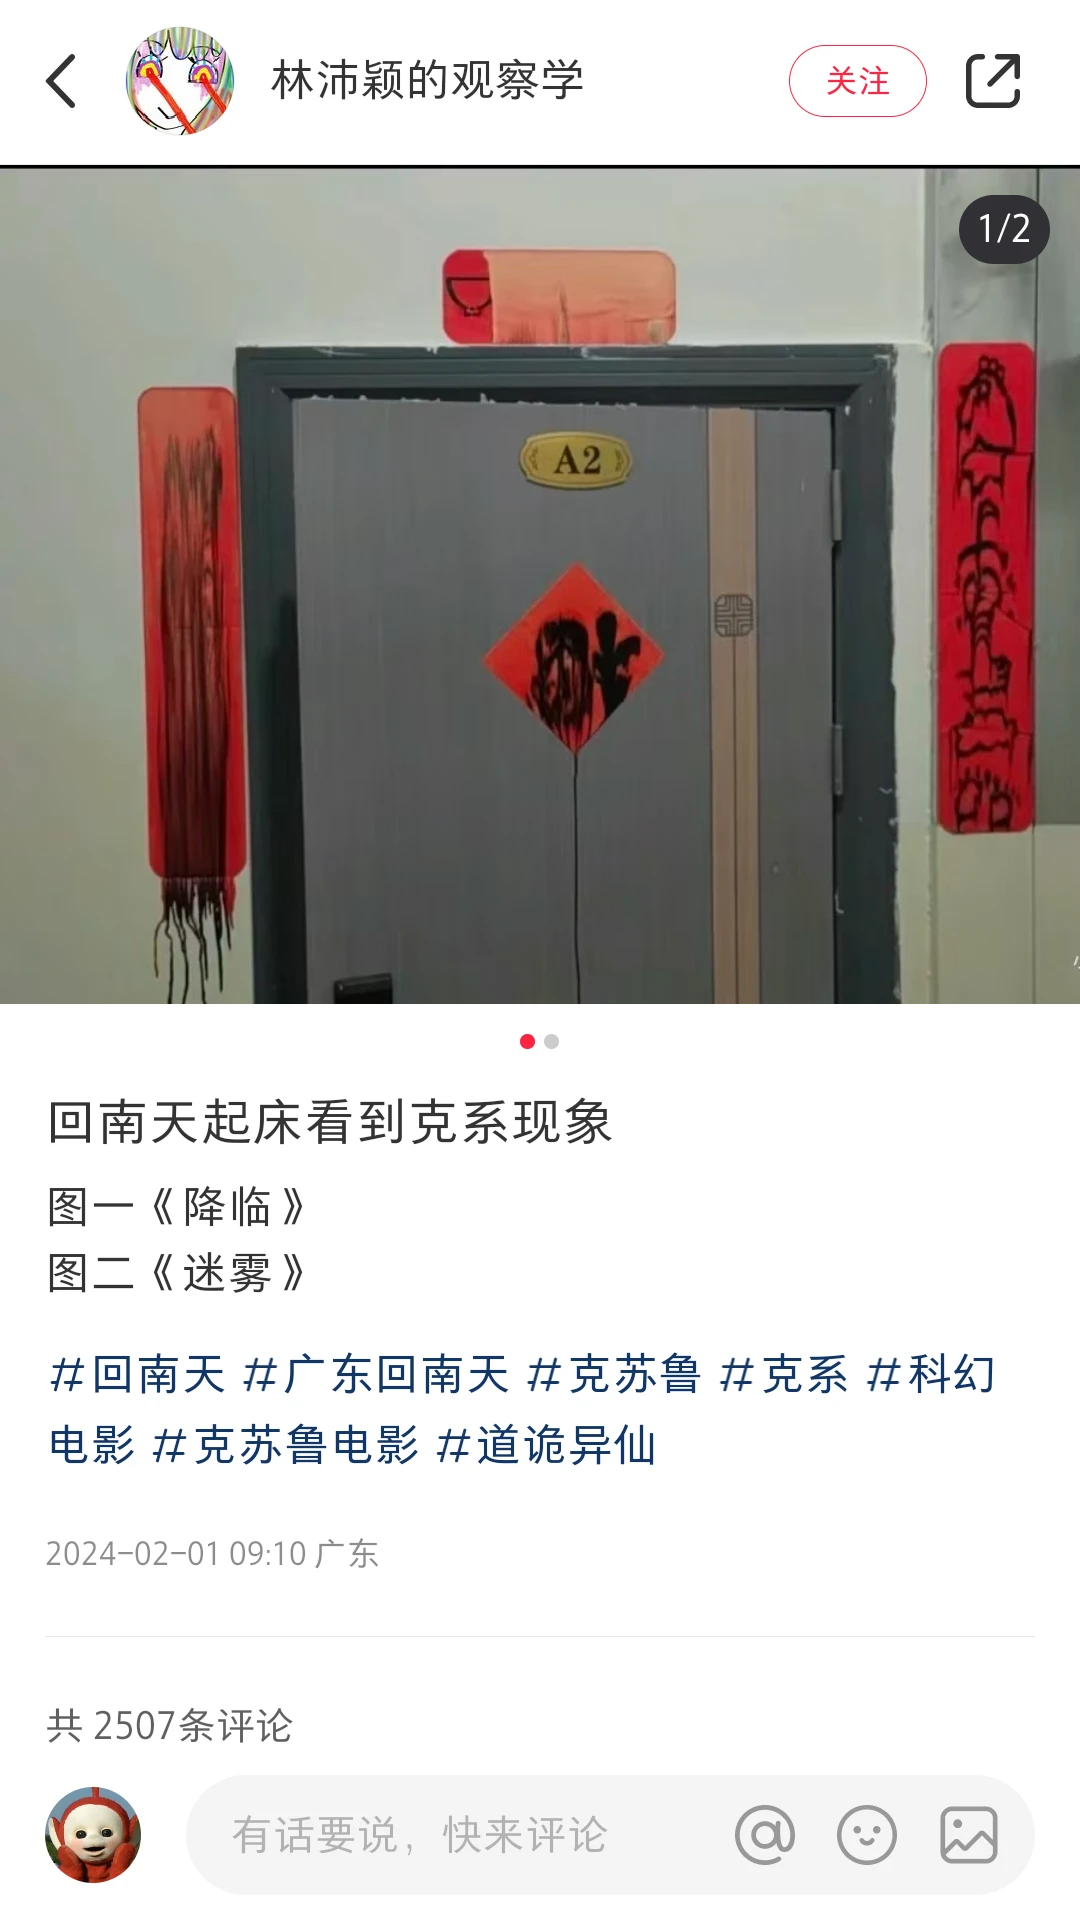 林沛颖的观察学
关注
1/2
A2
回南天起床看到克系现象
图一《降临》
图二《迷雾》
#回南天 #广东回南天 #克苏鲁 #克系 #科幻
电影 #克苏鲁电影 #道诡异仙
2024-02-01 09:10 广东
共 2507条评论
有话要说，快来评论